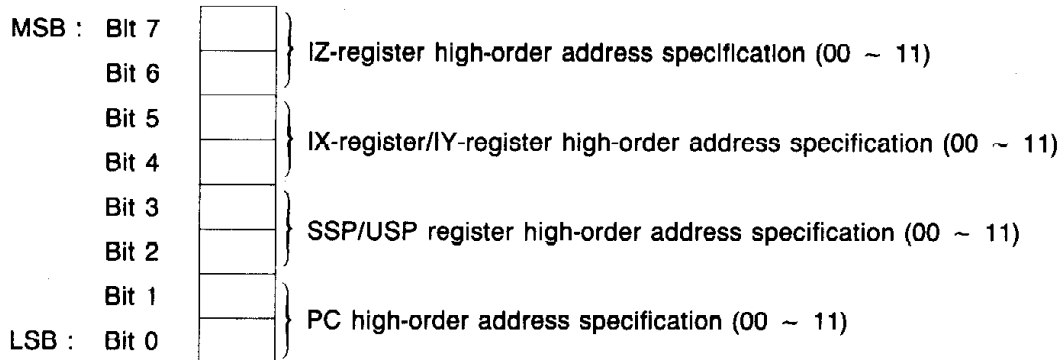 MSB : Bit 7
IZ-register high-order address specification (00 ~ 11)
Bit 6
Bit 5
IX-register/IY-register high-order address specification (00 ~ 11)
Bit 4
Bit 3
SSP/USP register high-order address specification (00 ~ 11)
Bit 2
Bit 1
PC high-order address specification (00 ~ 11)
LSB : Bit 0